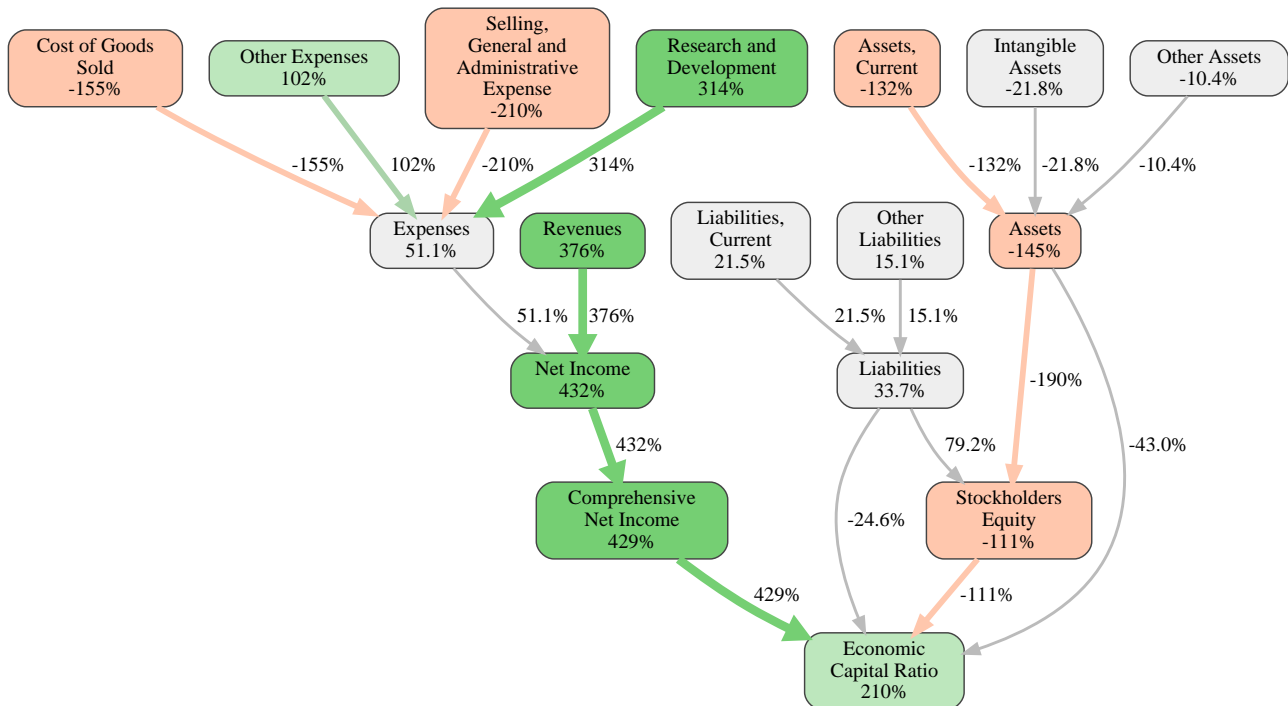 Cost of Goods
Sold
-155%
Other Expenses
102%
Selling,
General and
Administrative
Expense
-210%
Research and
Development
314%
Assets,
Current
-132%
Intangible
Assets
-21.8%
Other Assets
-10.4%
-155%
102%
-210%
314%
-132%
-21.8%
-10.4%
Expenses
51.1%
Revenues
376%
Liabilities,
Current
21.5%
Other
Liabilities
15.1%
Assets
-145%
51.1%
376%
21.5%
15.1%
-190%
-43.0%
Net Income
432%
Liabilities
33.7%
432%
79.2%
-24.6%
Comprehensive
Net Income
429%
Stockholders
Equity
-111%
429%
-111%
Economic
Capital Ratio
210%